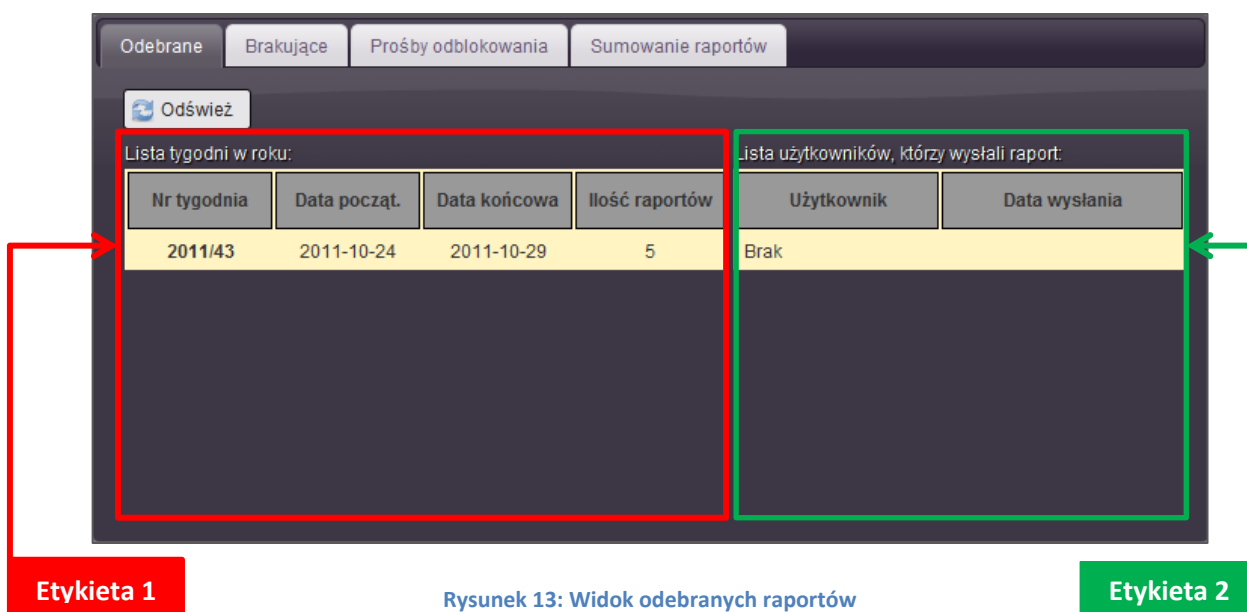 Odebrane Brakujące Prośby odblokowania Sumowanie raportów
Odśwież
Lista tygodni w roku: Lista użytkowników, którzy wysłali raport:
Nr tygodnia Data począt. Data końcowa Ilość raportów Użytkownik Data wysłania
2011/43 2011-10-24 2011-10-29 5 Brak
Etykieta 1 Rysunek 13: Widok odebranych raportów Etykieta 2